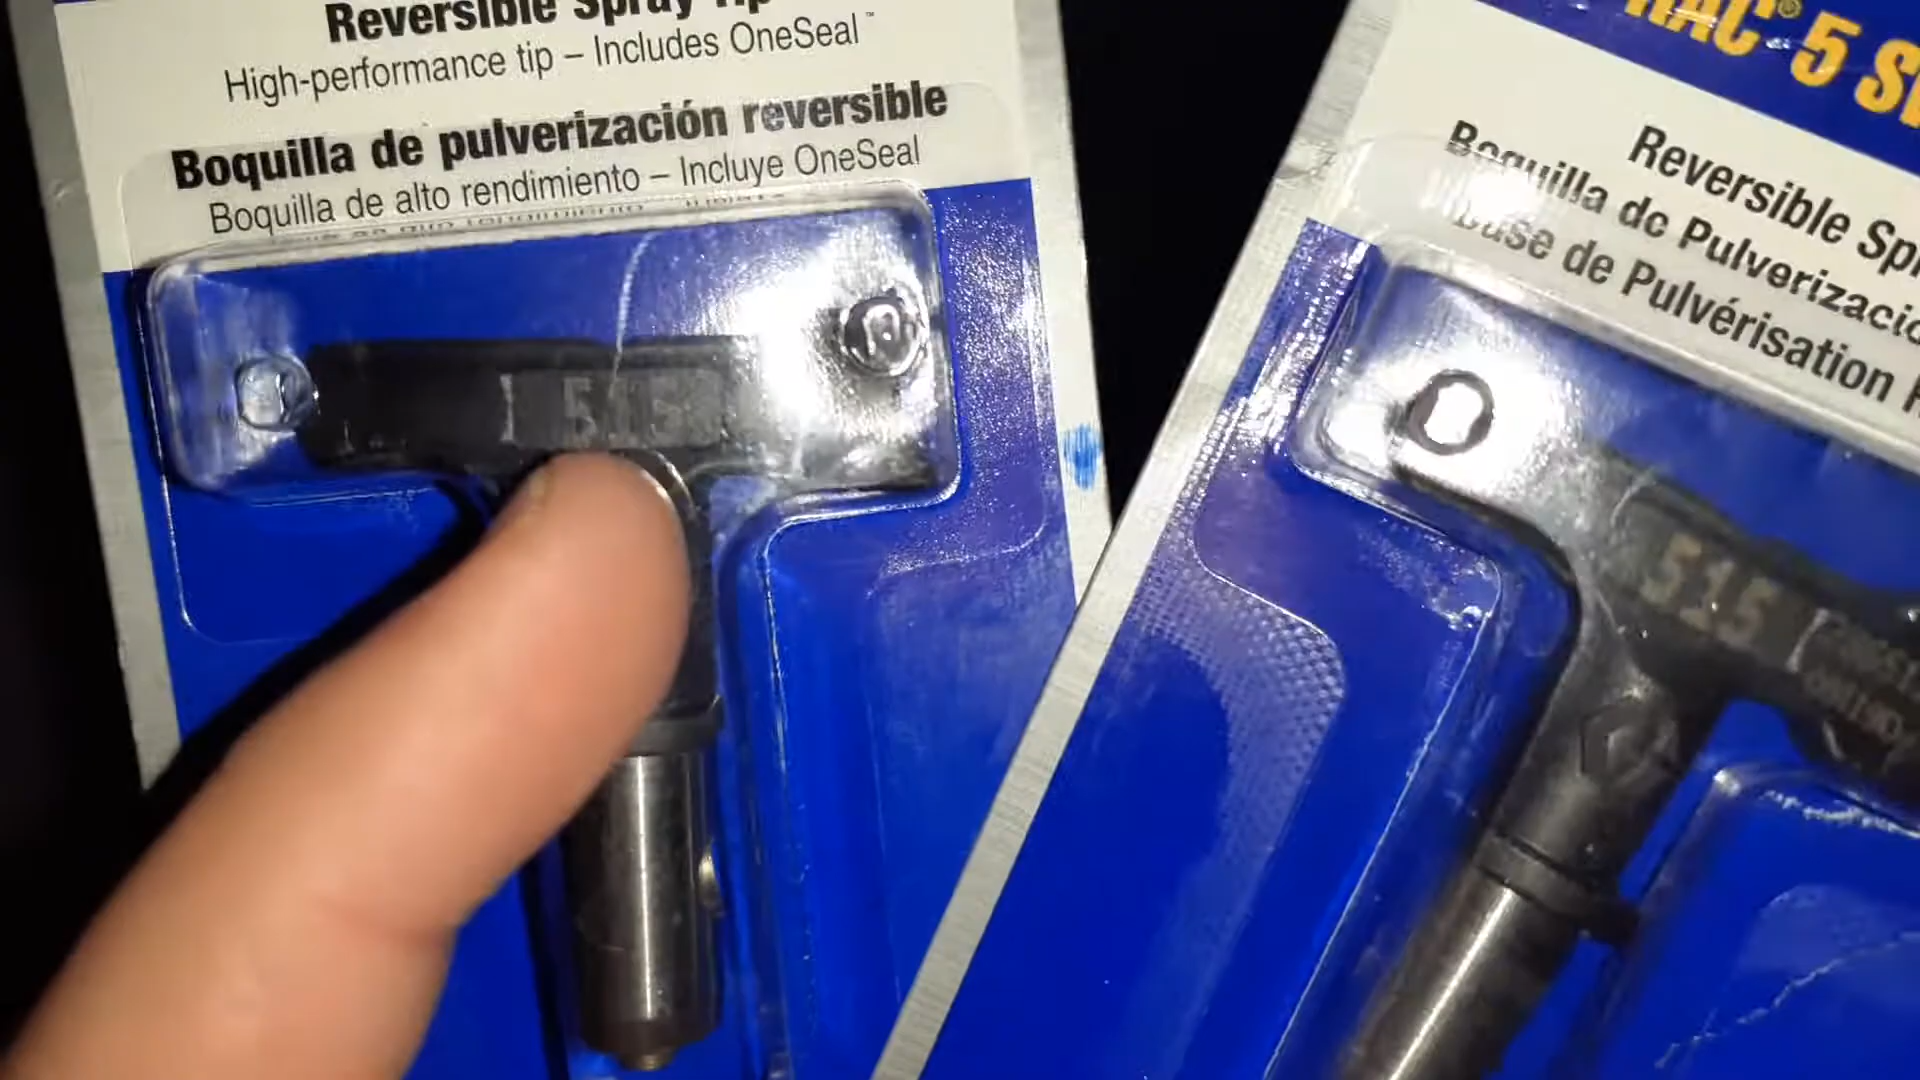 Reversible Spray Tip
High-performance tip – Includes OneSeal™
Boquilla de pulverización reversible
Boquilla de alto rendimiento – Incluye OneSeal
515
RAC® 5 S
Reversible Sp
Boquilla de Pulverizació
Buse de Pulvérisation R
515